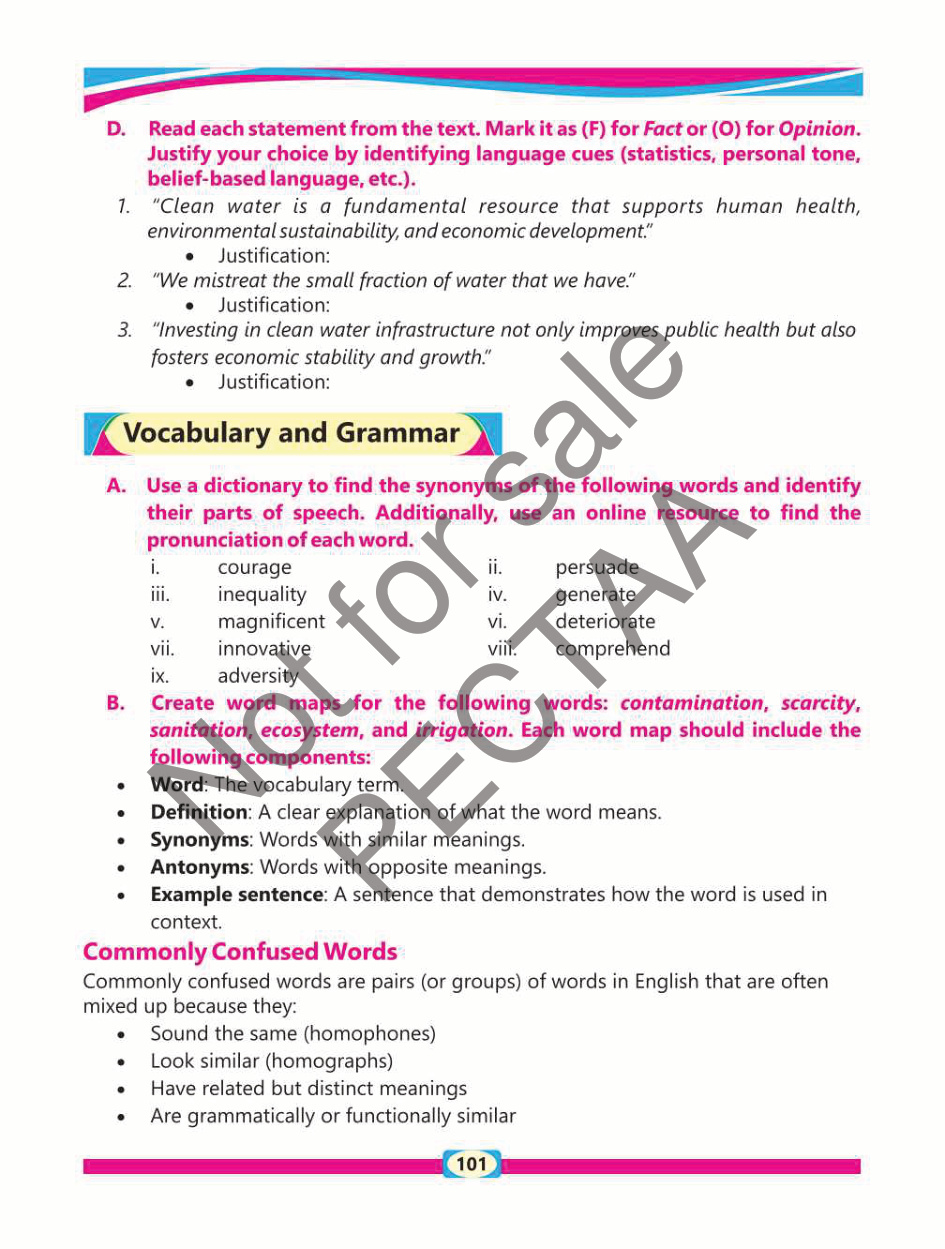 D. Read each statement from the text. Mark it as (F) for Fact or (O) for Opinion.
Justify your choice by identifying language cues (statistics, personal tone,
belief-based language, etc.).
1. “Clean water is a fundamental resource that supports human health,
environmental sustainability, and economic development.”
• Justification:
2. “We mistreat the small fraction of water that we have.”
• Justification:
3. “Investing in clean water infrastructure not only improves public health but also
fosters economic stability and growth.”
• Justification:
Vocabulary and Grammar
A. Use a dictionary to find the synonyms of the following words and identify
their parts of speech. Additionally, use an online resource to find the
pronunciation of each word.
i. courage ii. persuade
iii. inequality iv. generate
v. magnificent vi. deteriorate
vii. innovative viii. comprehend
ix. adversity
B. Create word maps for the following words: contamination, scarcity,
sanitation, ecosystem, and irrigation. Each word map should include the
following components:
• Word: The vocabulary term.
• Definition: A clear explanation of what the word means.
• Synonyms: Words with similar meanings.
• Antonyms: Words with opposite meanings.
• Example sentence: A sentence that demonstrates how the word is used in
context.
Commonly Confused Words
Commonly confused words are pairs (or groups) of words in English that are often
mixed up because they:
• Sound the same (homophones)
• Look similar (homographs)
• Have related but distinct meanings
• Are grammatically or functionally similar
101
Not for sale
PECTAA